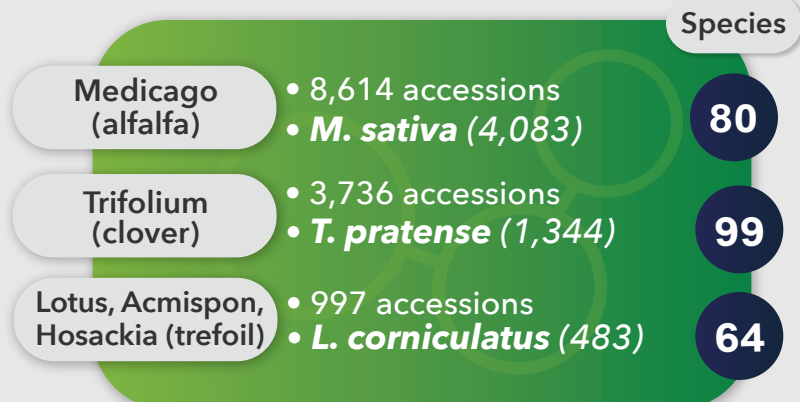 Species
Medicago
(alfalfa)
• 8,614 accessions
• M. sativa (4,083)
80
Trifolium
(clover)
• 3,736 accessions
• T. pratense (1,344)
99
Lotus, Acmispon,
Hosackia (trefoil)
• 997 accessions
• L. corniculatus (483)
64